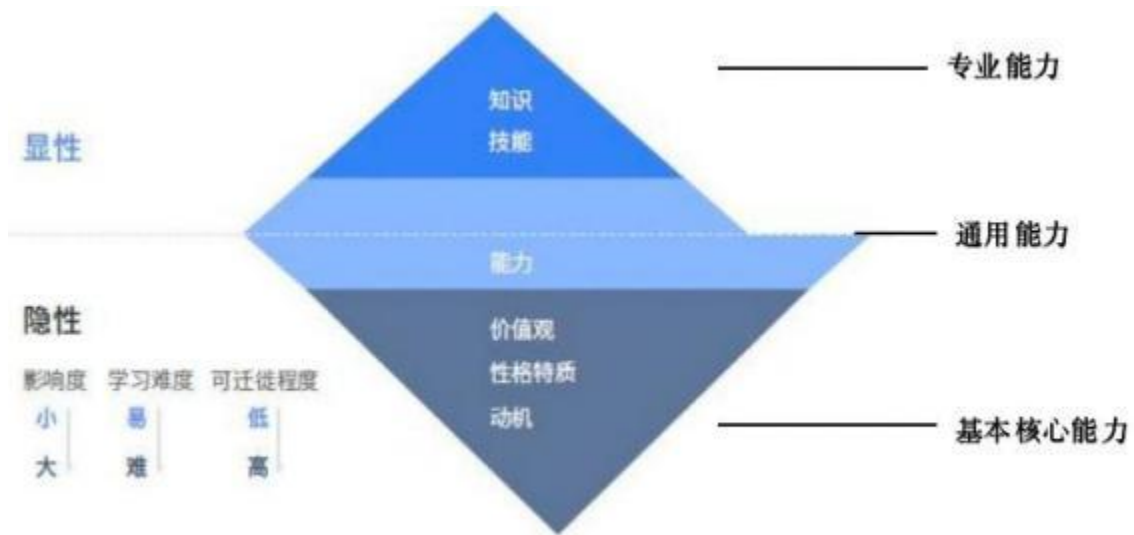 专业能力
知识
技能
显性
通用能力
能力
隐性
价值观
影响度 学习难度 可迁徙程度
性格特质
小 易 低
动机
基本核心能力
大 难 高